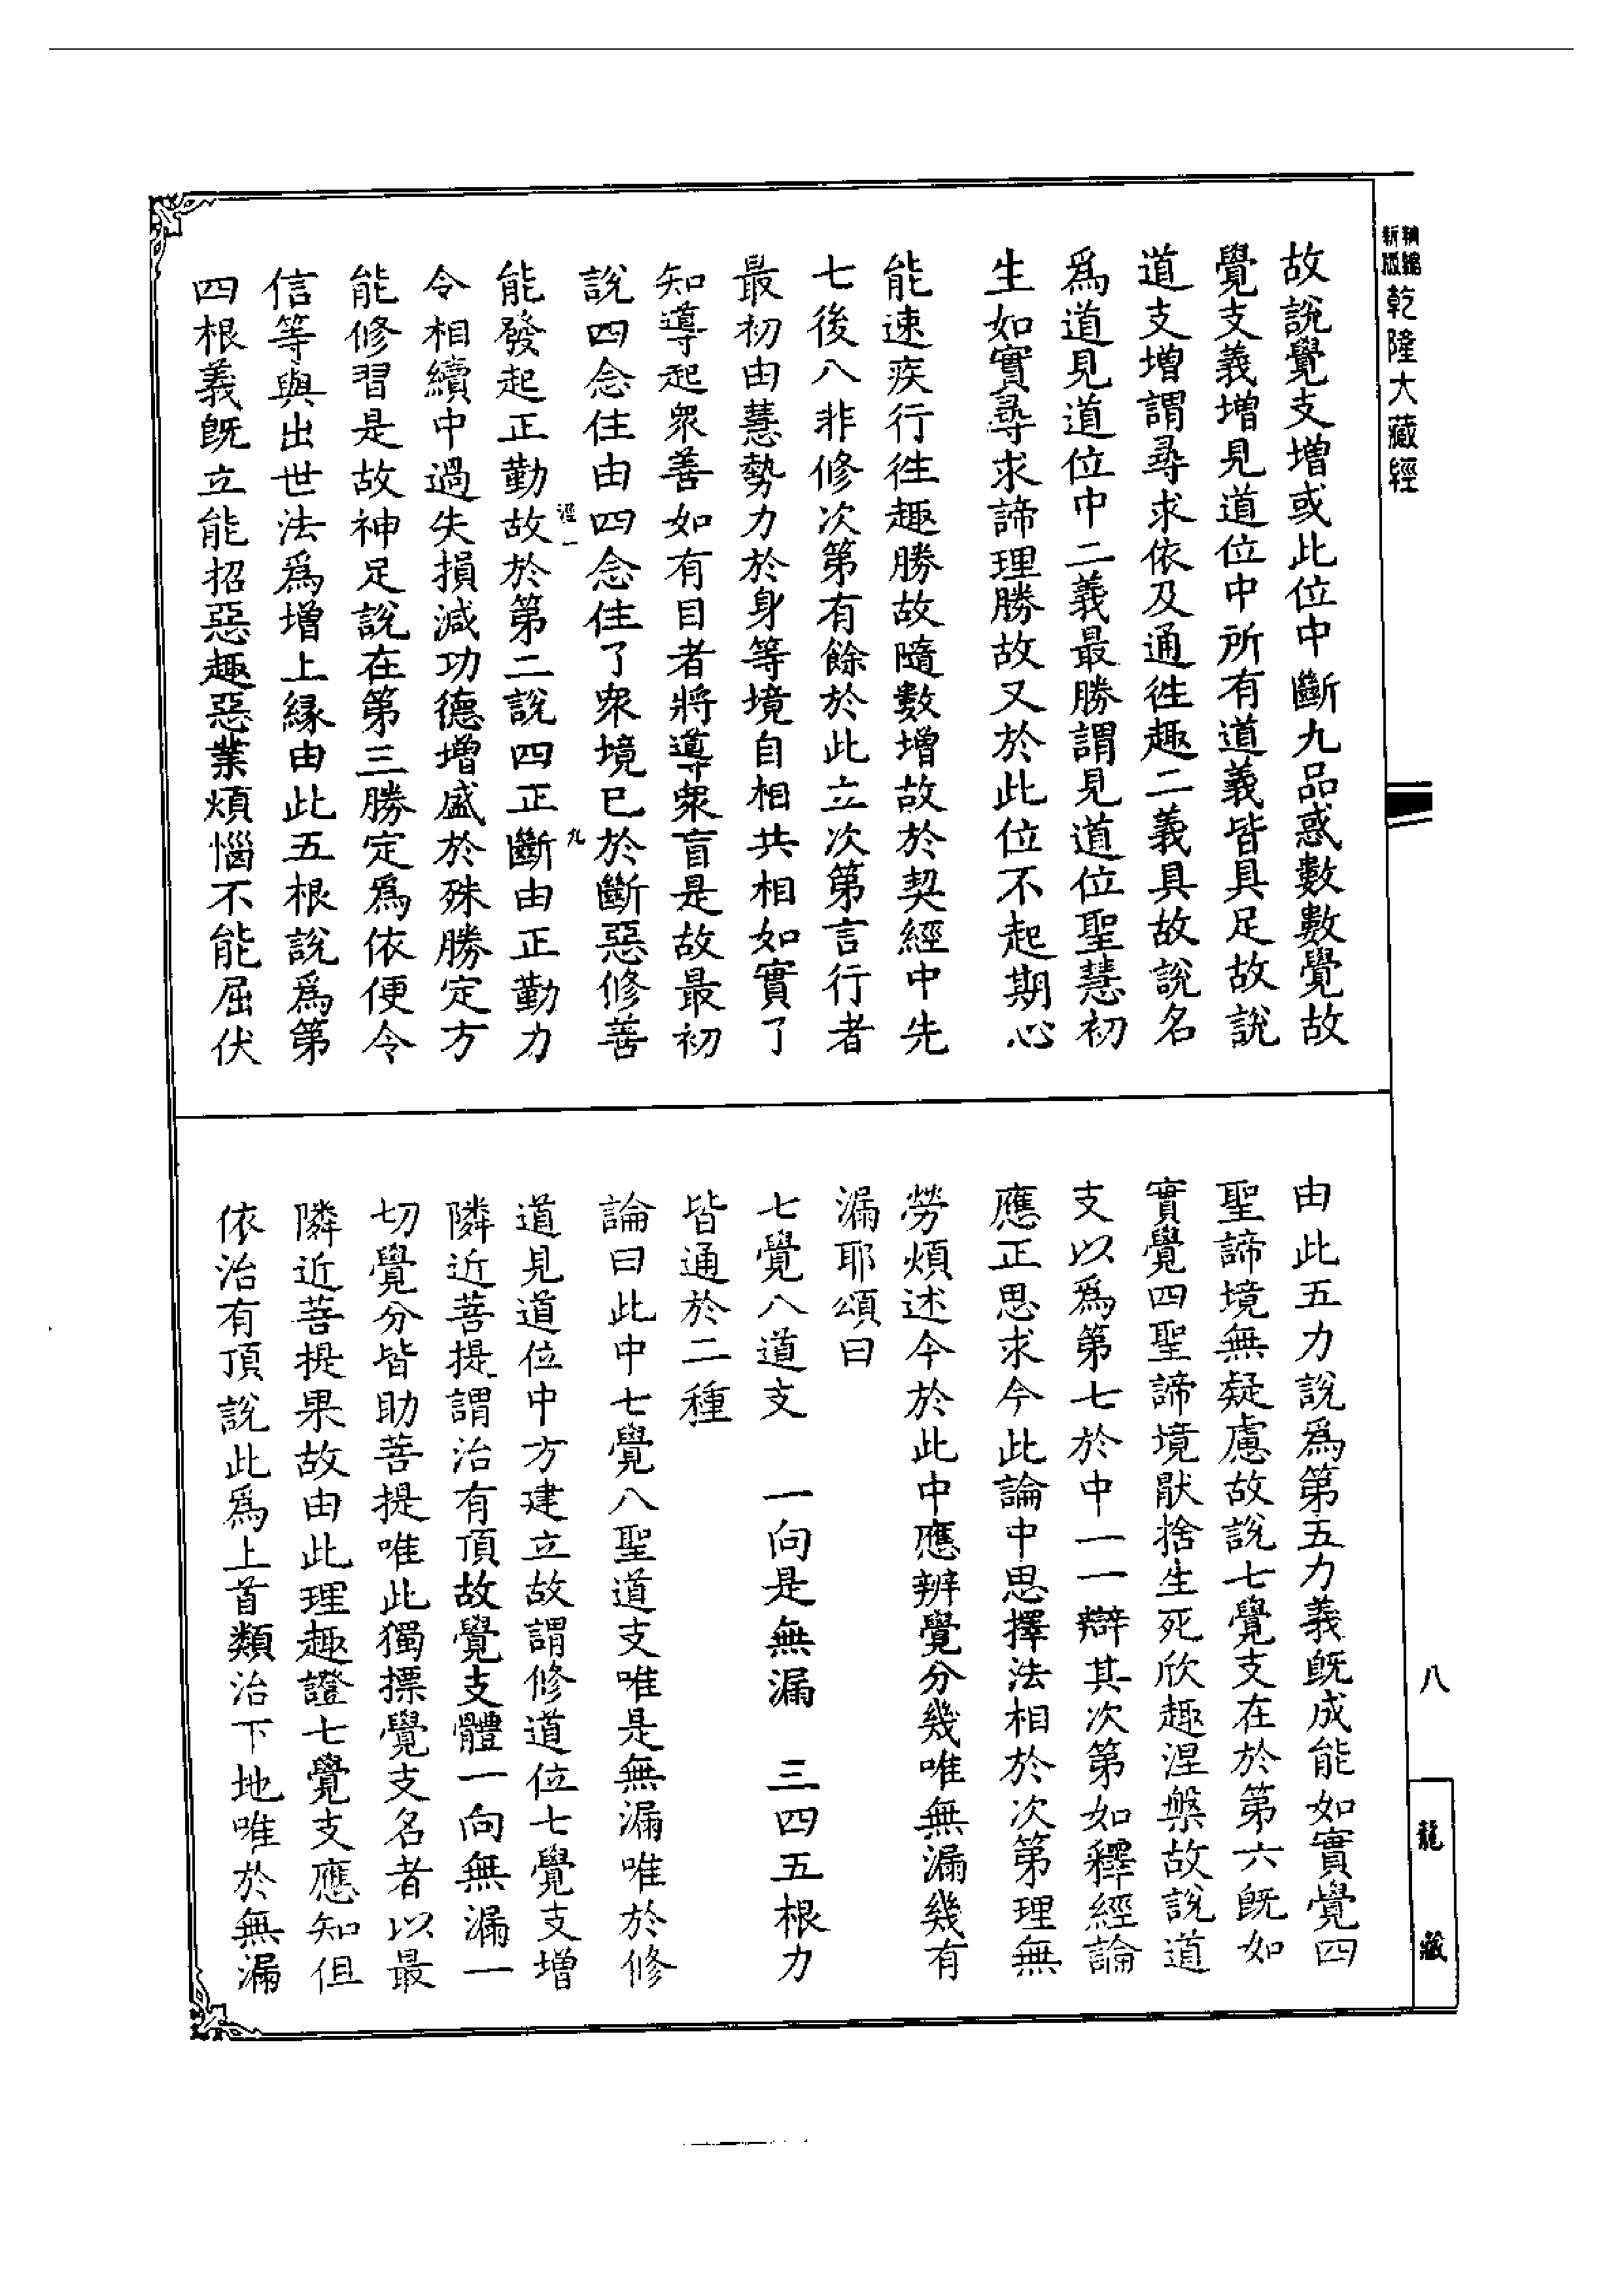 新版 精縮 乾隆大藏經
故說覺支增或此位中斷九品惑數數覺故
覺支義增見道位中所有道義皆具足故說
道支增謂尋求依及通徃趣二義具故說名
爲道見道位中二義最勝謂見道位聖慧初
生如實尋求諦理勝故又於此位不起期心
能速疾行徃趣勝故隨數增故於契經中先
七後八非修次第有餘於此立次第言行者
最初由慧勢力於身等境自相共相如實了
知導起衆善如有目者將導衆盲是故最初
說四念住由四念住了衆境已於斷惡修善
能發起正勤故於第二說四正斷由正勤力
令相續中過失損減功德增盛於殊勝定方
能修習是故神足說在第三勝定爲依便令
信等與出世法爲增上緣由此五根說爲第
四根義旣立能招惡趣惡業煩惱不能屈伏
由此五力說爲第五力義旣成能如實覺四
聖諦境無疑慮故說七覺支在於第六旣如
實覺四聖諦境厭捨生死欣趣涅槃故說道
支以爲第七於中一一辯其次第如釋經論
應正思求今此論中思擇法相於次第理無
勞煩述今於此中應辨覺分幾唯無漏幾有
漏耶頌曰
七覺八道支 一向是無漏 三四五根力
皆通於二種
論曰此中七覺八聖道支唯是無漏唯於修
道見道位中方建立故謂修道位七覺支增
隣近菩提謂治有頂故覺支體一向無漏一
切覺分皆助菩提唯此獨摽覺支名者以最
隣近菩提果故由此理趣證七覺支應知但
依治有頂說此爲上首類治下地唯於無漏
八
龍藏